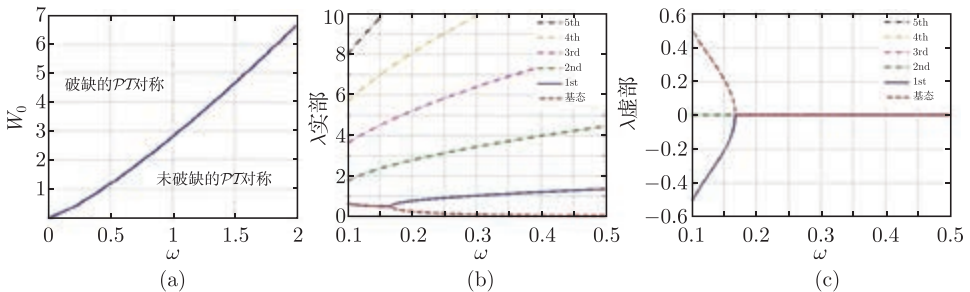 7
6
5
4
3
2
1
0
0.5
1
1.5
2
W₀
ω
破缺的PT对称
未破缺的PT对称
(a)
10
8
6
4
2
0
0.1
0.2
0.3
0.4
0.5
λ实部
ω
5th
4th
3rd
2nd
1st
基态
(b)
0.6
0.4
0.2
0
−0.2
−0.4
−0.6
0.1
0.2
0.3
0.4
0.5
λ虚部
ω
5th
4th
3rd
2nd
1st
基态
(c)